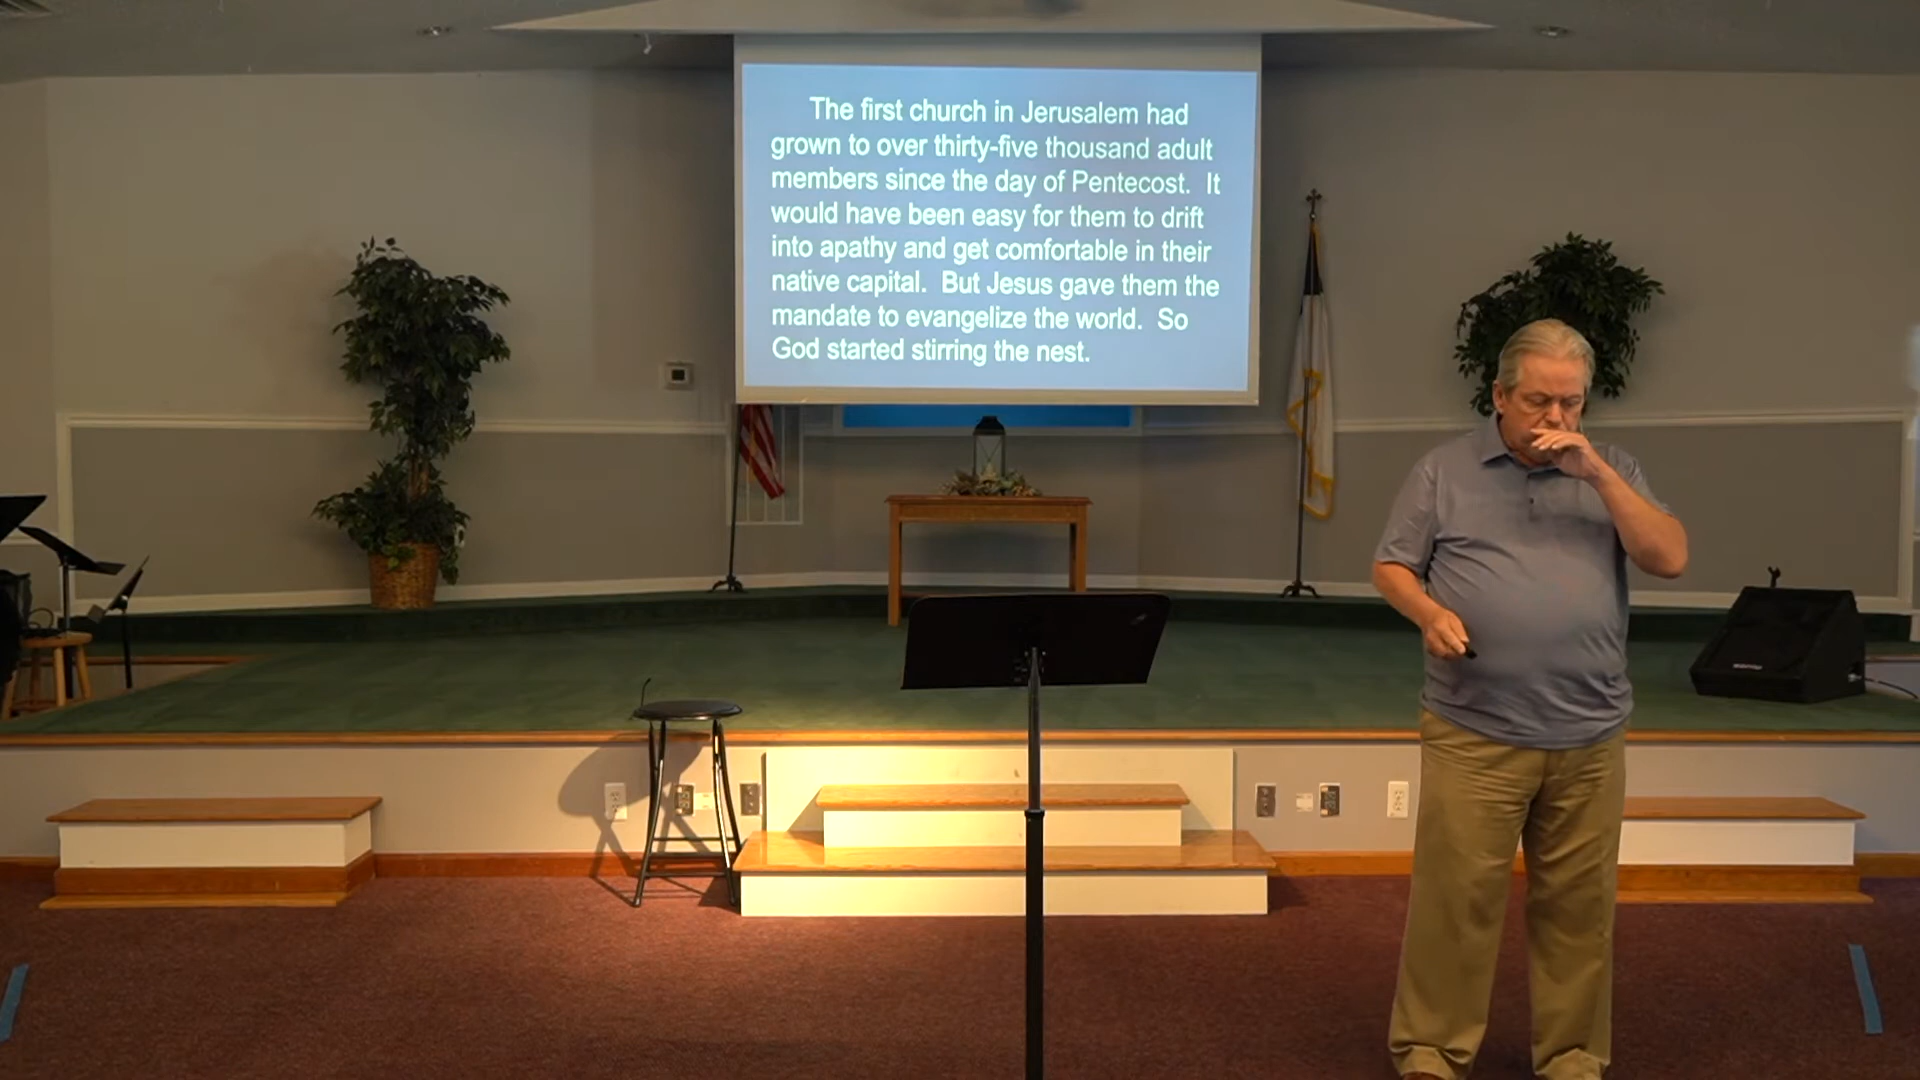 The first church in Jerusalem had
grown to over thirty-five thousand adult
members since the day of Pentecost.  It
would have been easy for them to drift
into apathy and get comfortable in their
native capital.  But Jesus gave them the
mandate to evangelize the world.  So
God started stirring the nest.